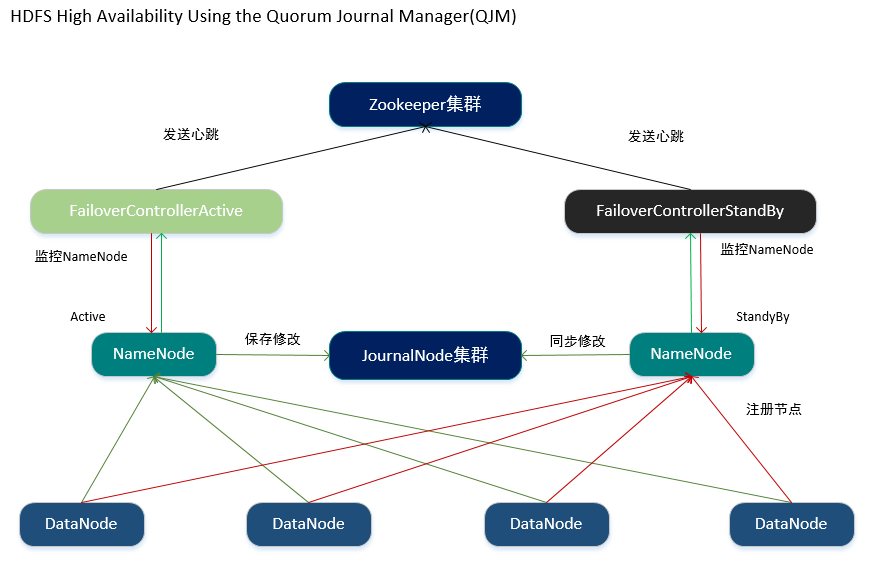 HDFS High Availability Using the Quorum Journal Manager(QJM)
Zookeeper集群
发送心跳
发送心跳
FailoverControllerActive
FailoverControllerStandBy
监控NameNode
监控NameNode
Active
StandyBy
NameNode
保存修改
JournalNode集群
同步修改
NameNode
注册节点
DataNode
DataNode
DataNode
DataNode